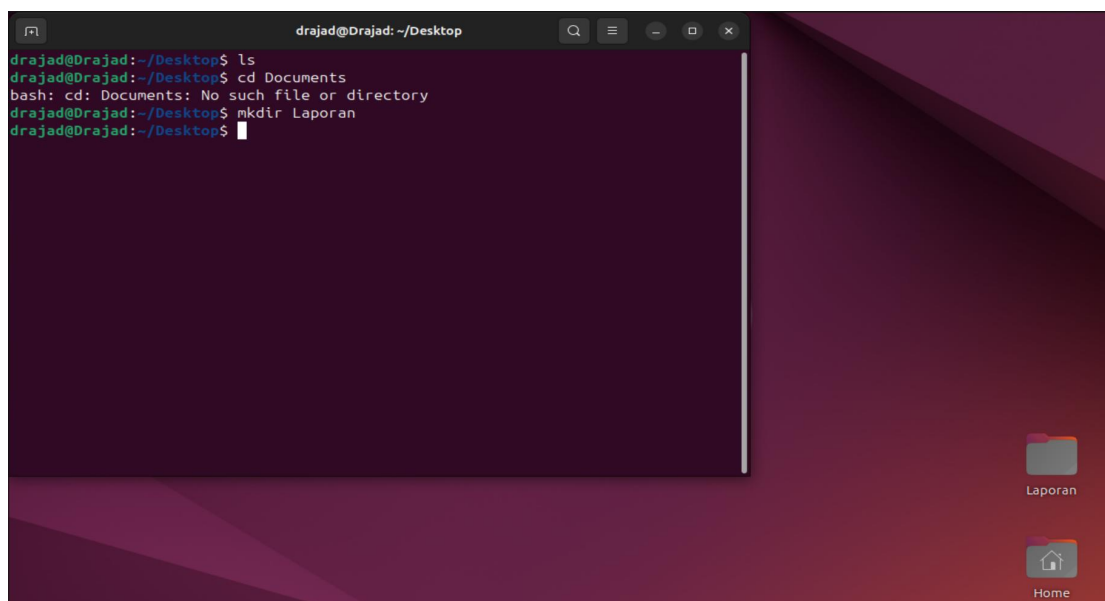 drajad@Drajad: ~/Desktop
drajad@Drajad:~/Desktop$ ls
drajad@Drajad:~/Desktop$ cd Documents
bash: cd: Documents: No such file or directory
drajad@Drajad:~/Desktop$ mkdir Laporan
drajad@Drajad:~/Desktop$
Laporan
Home